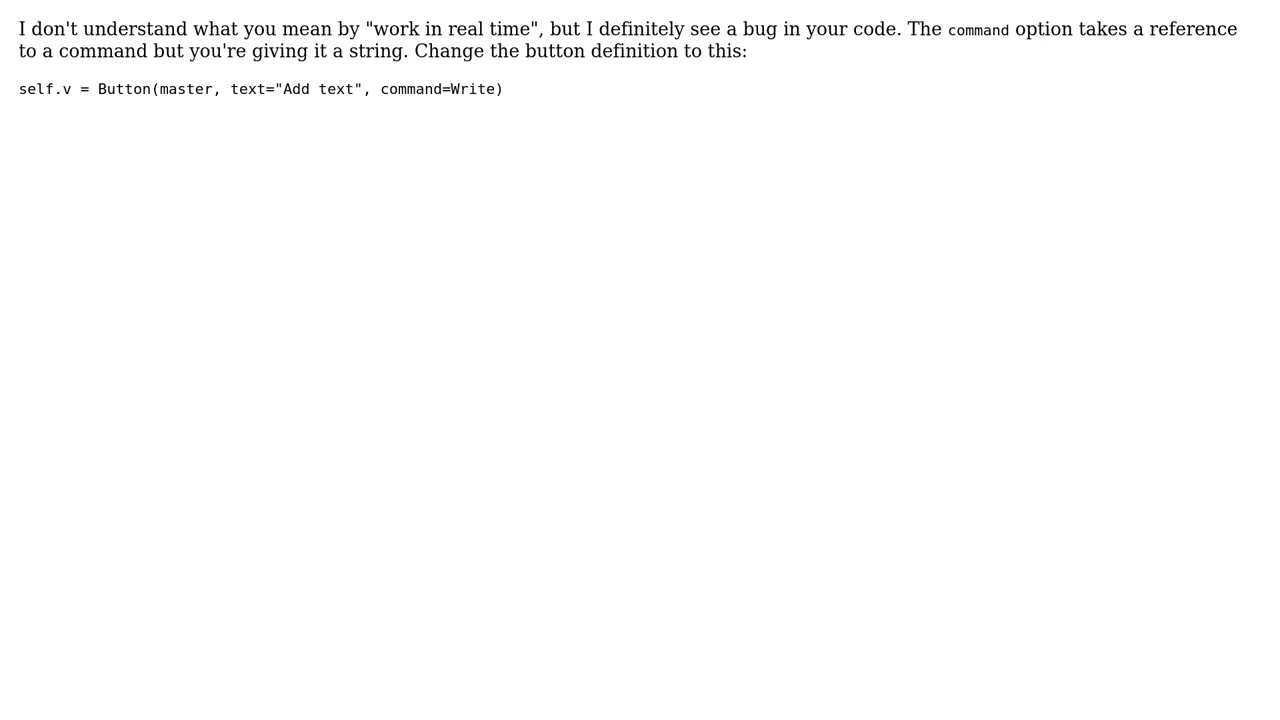 I don't understand what you mean by "work in real time", but I definitely see a bug in your code. The command option takes a reference
to a command but you're giving it a string. Change the button definition to this:
self.v = Button(master, text="Add text", command=Write)